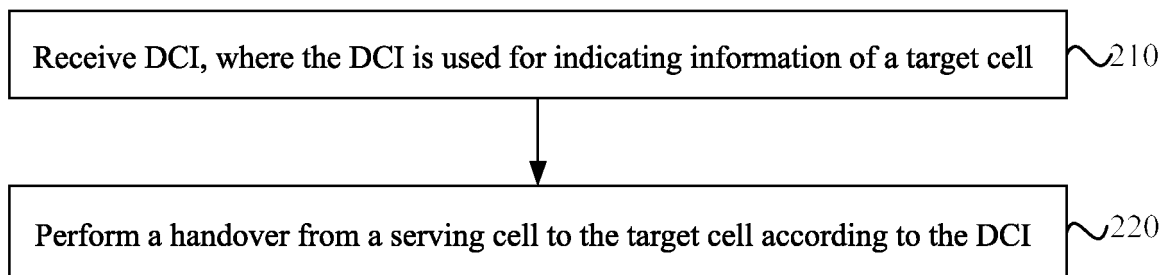 Receive DCI, where the DCI is used for indicating information of a target cell 210
Perform a handover from a serving cell to the target cell according to the DCI 220